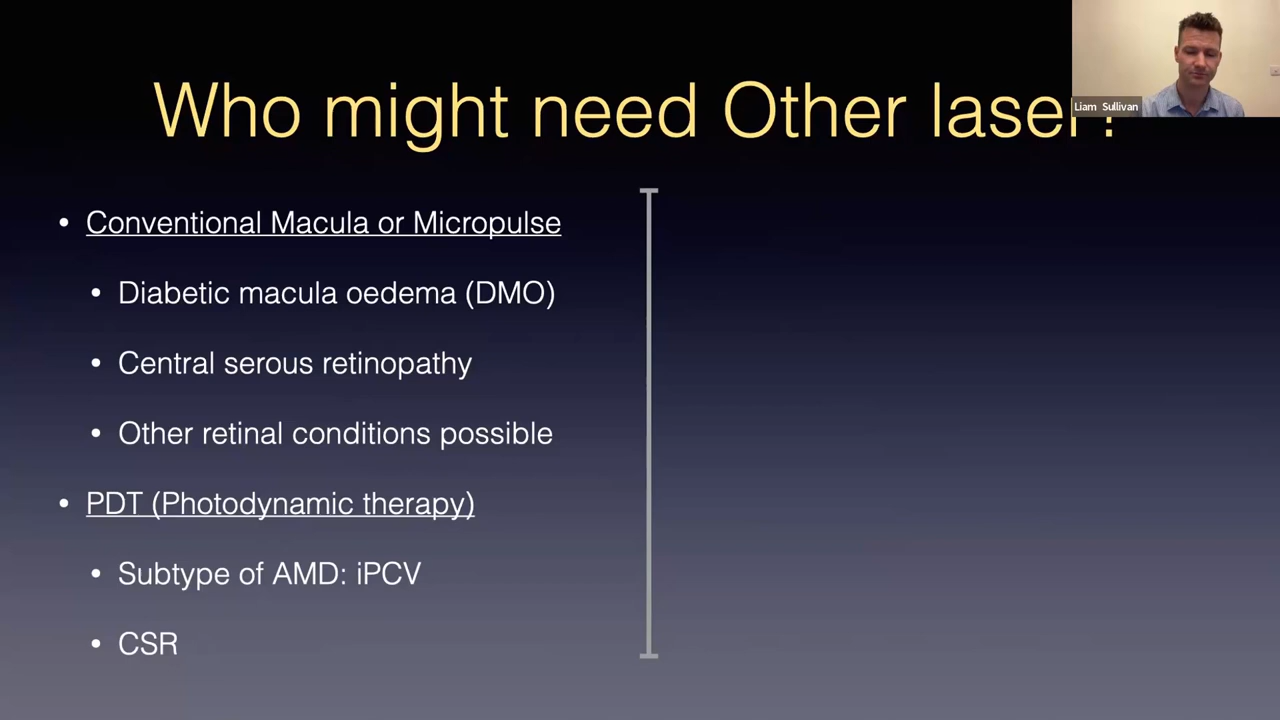 Who might need Other laser?
Liam Sullivan
• Conventional Macula or Micropulse
• Diabetic macula oedema (DMO)
• Central serous retinopathy
• Other retinal conditions possible
• PDT (Photodynamic therapy)
• Subtype of AMD: iPCV
• CSR